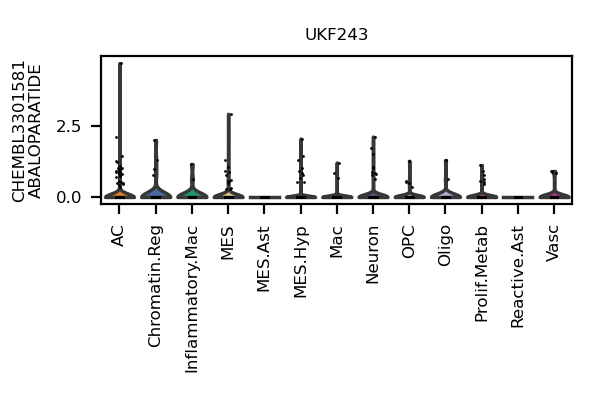 UKF243
CHEMBL3301581
ABALOPARATIDE
2.5
0.0
AC
Chromatin.Reg
Inflammatory.Mac
MES
MES.Ast
MES.Hyp
Mac
Neuron
OPC
Oligo
Prolif.Metab
Reactive.Ast
Vasc